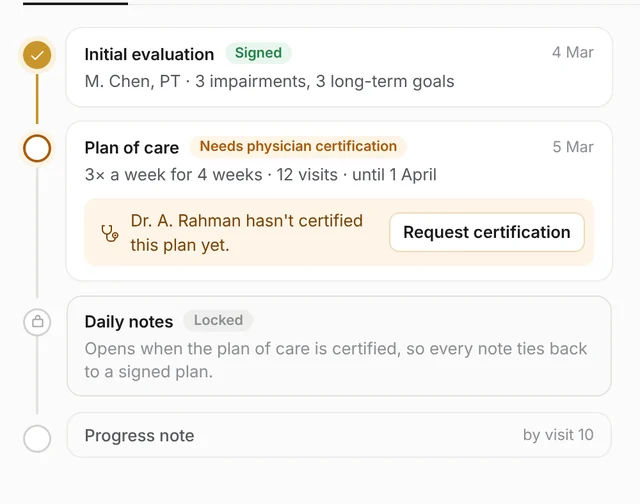 Initial evaluation Signed 4 Mar
M. Chen, PT · 3 impairments, 3 long-term goals
Plan of care Needs physician certification 5 Mar
3× a week for 4 weeks · 12 visits · until 1 April
Dr. A. Rahman hasn't certified
this plan yet.
Request certification
Daily notes Locked
Opens when the plan of care is certified, so every note ties back
to a signed plan.
Progress note by visit 10